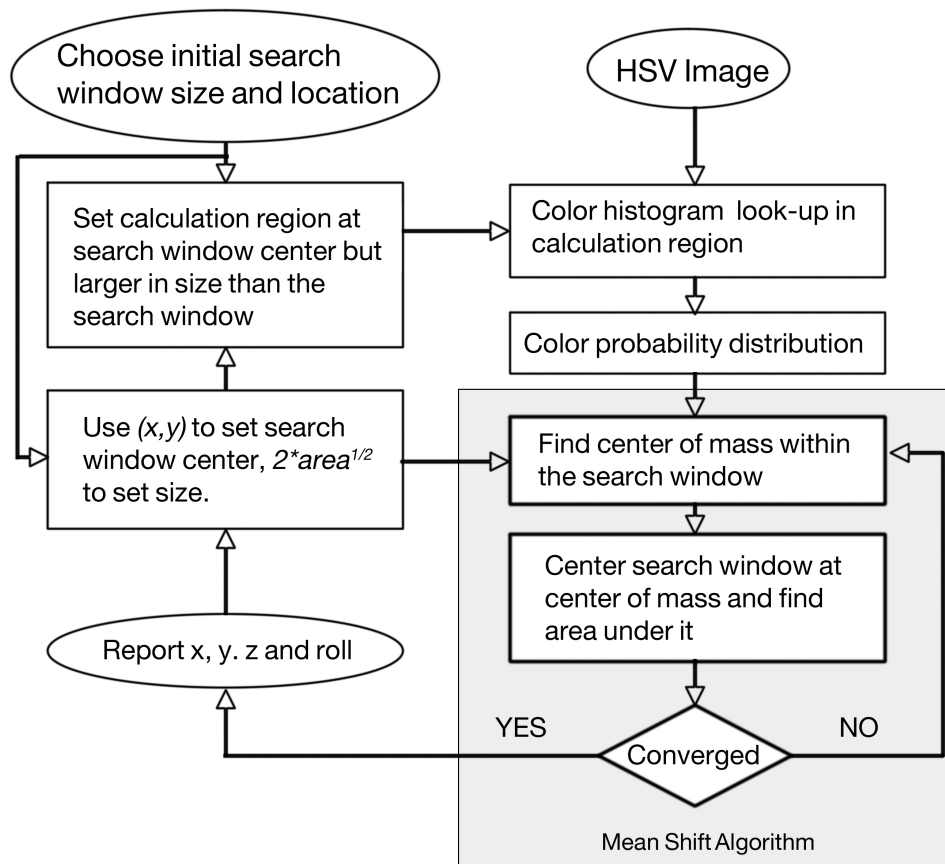 Choose initial search
window size and location
HSV Image
Set calculation region at
search window center but
larger in size than the
search window
Color histogram look-up in
calculation region
Color probability distribution
Use (x,y) to set search
window center, 2*area^1/2
to set size.
Find center of mass within
the search window
Center search window at
center of mass and find
area under it
Report x, y. z and roll
YES
NO
Converged
Mean Shift Algorithm